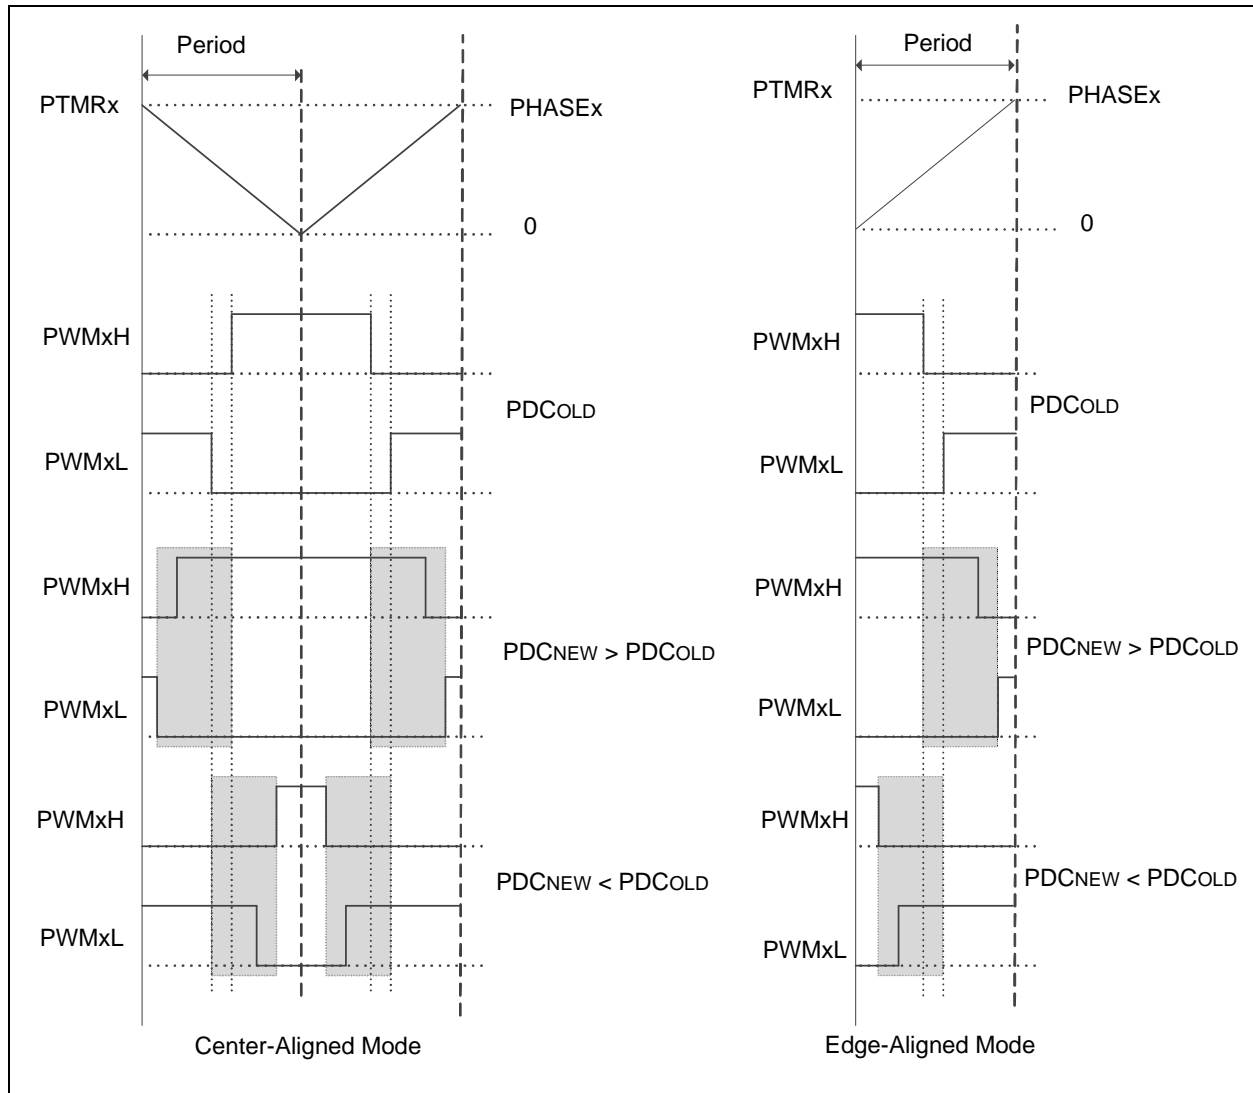 Period
PTMRx
PHASEx
0
PWMxH
PDCOLD
PWMxL
PWMxH
PDCNEW > PDCOLD
PWMxL
PWMxH
PDCNEW < PDCOLD
PWMxL
Center-Aligned Mode
Period
PTMRx
PHASEx
0
PWMxH
PDCOLD
PWMxL
PWMxH
PDCNEW > PDCOLD
PWMxL
PWMxH
PDCNEW < PDCOLD
PWMxL
Edge-Aligned Mode